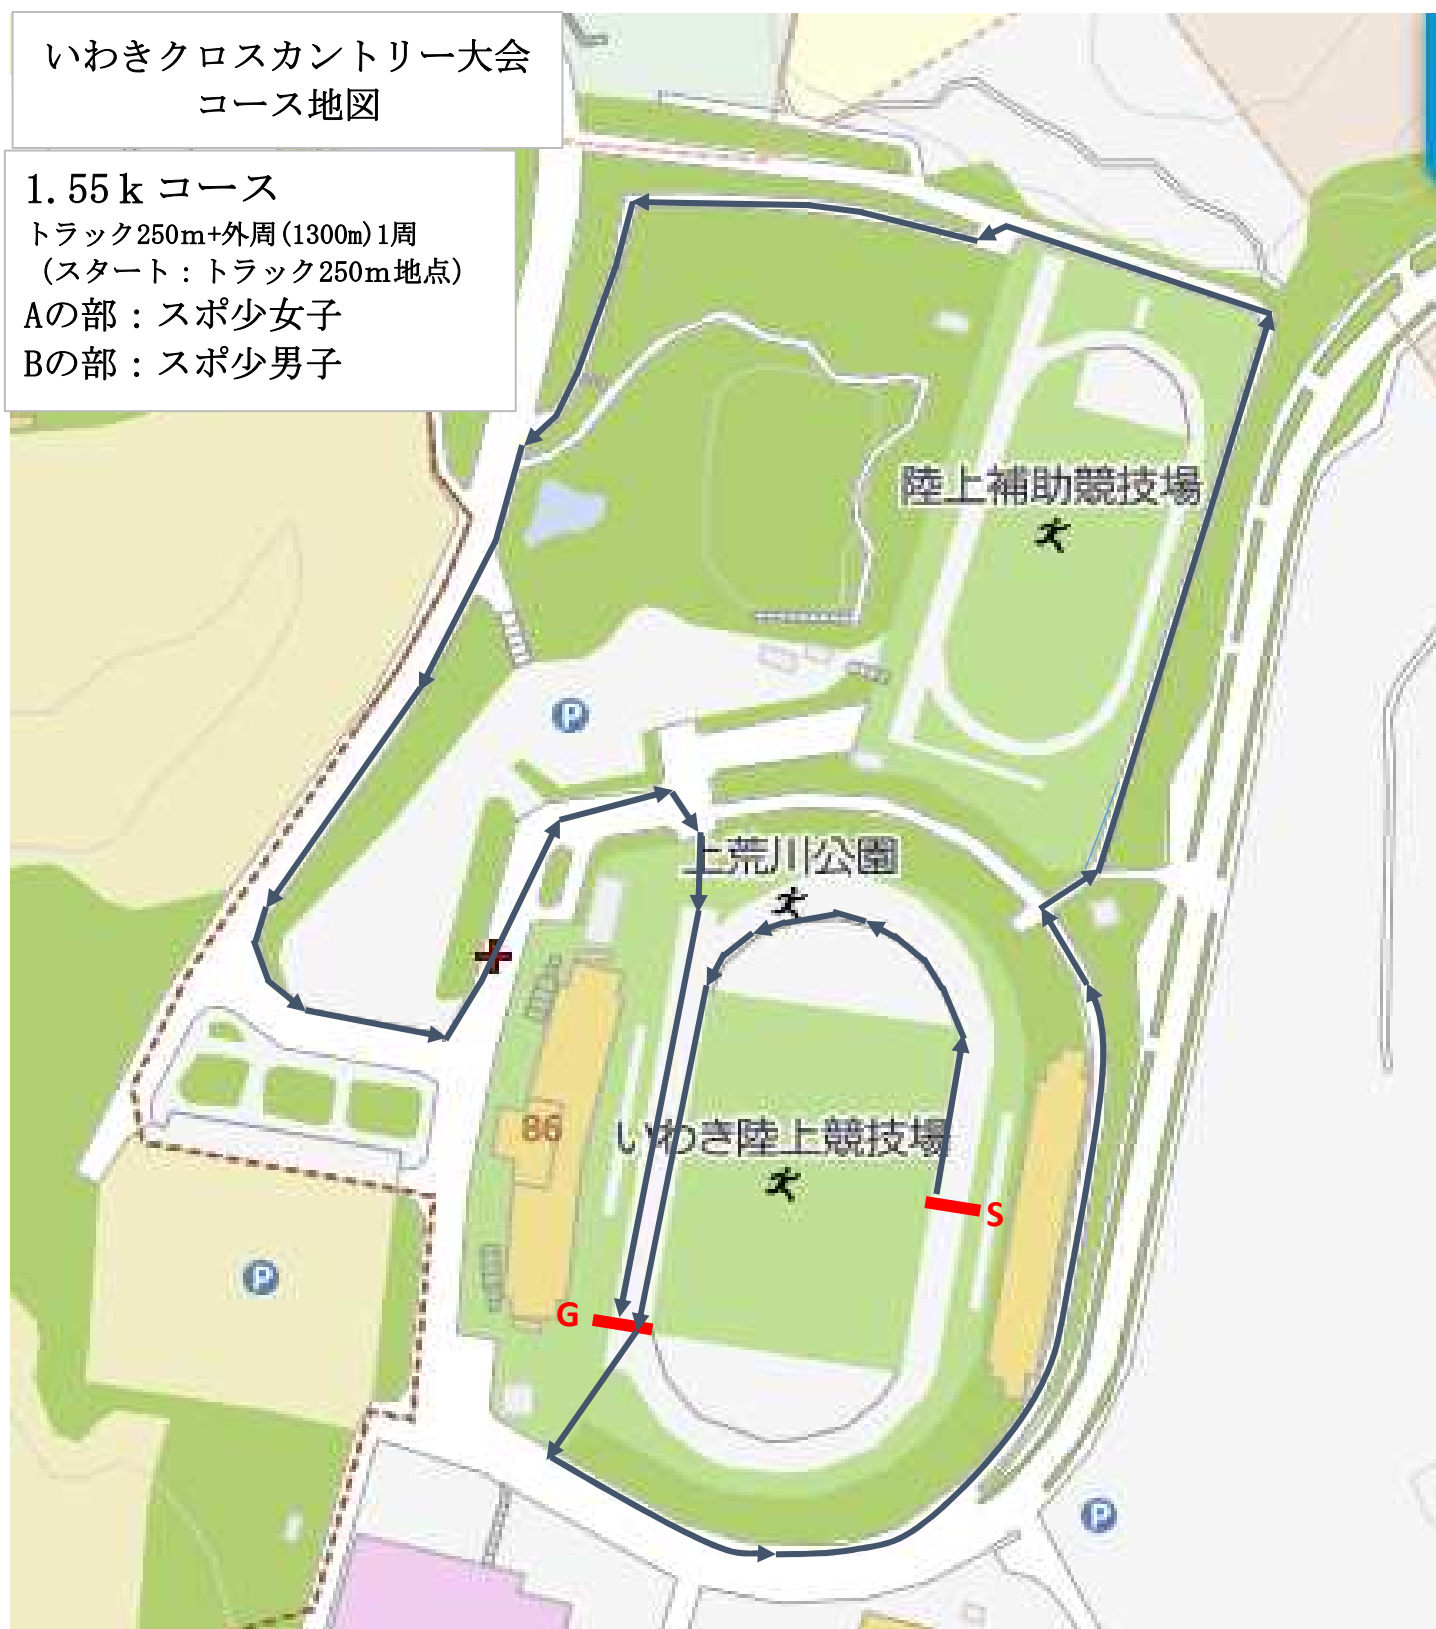 いわきクロスカントリー大会
コース地図
1.55ｋコース
トラック250ｍ+外周(1300m)1周
（スタート：トラック250ｍ地点）
Aの部：スポ少女子
Bの部：スポ少男子
陸上補助競技場
P
上荒川公園
86
いわき陸上競技場
S
P
G
P